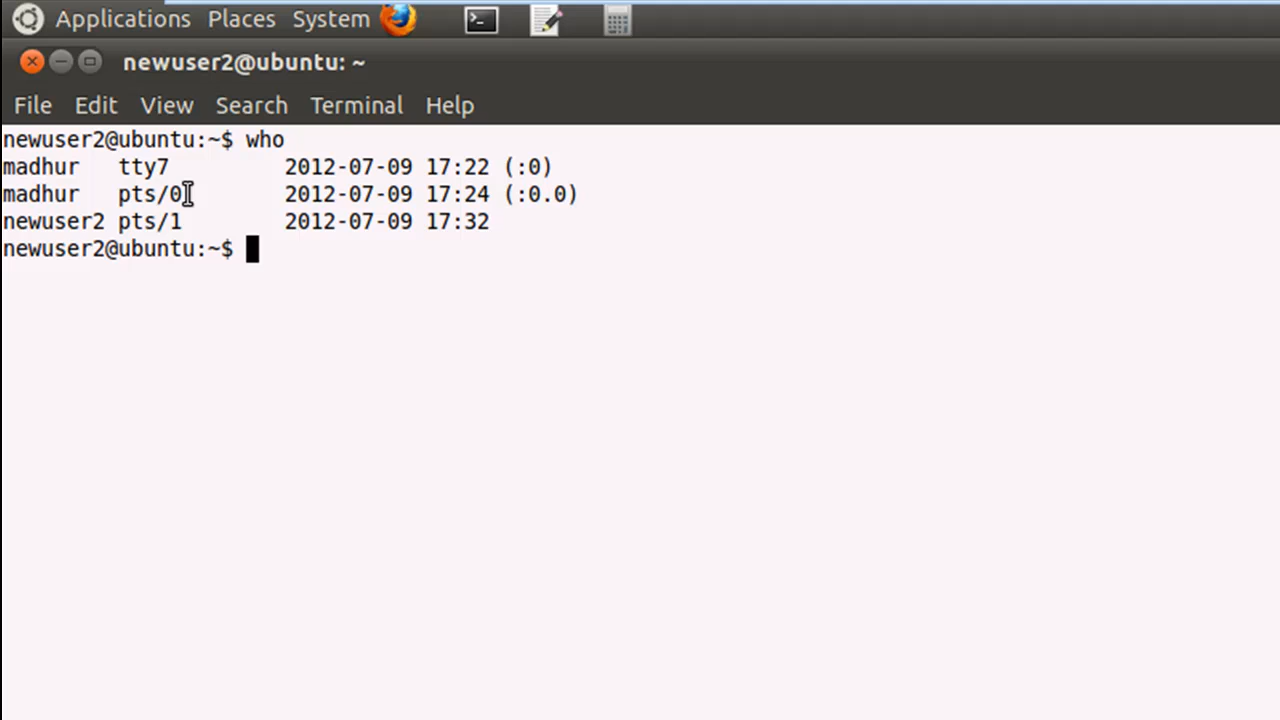 Applications Places System
newuser2@ubuntu: ~
File Edit View Search Terminal Help
newuser2@ubuntu:~$ who
madhur   tty7         2012-07-09 17:22 (:0)
madhur   pts/0        2012-07-09 17:24 (:0.0)
newuser2 pts/1        2012-07-09 17:32
newuser2@ubuntu:~$